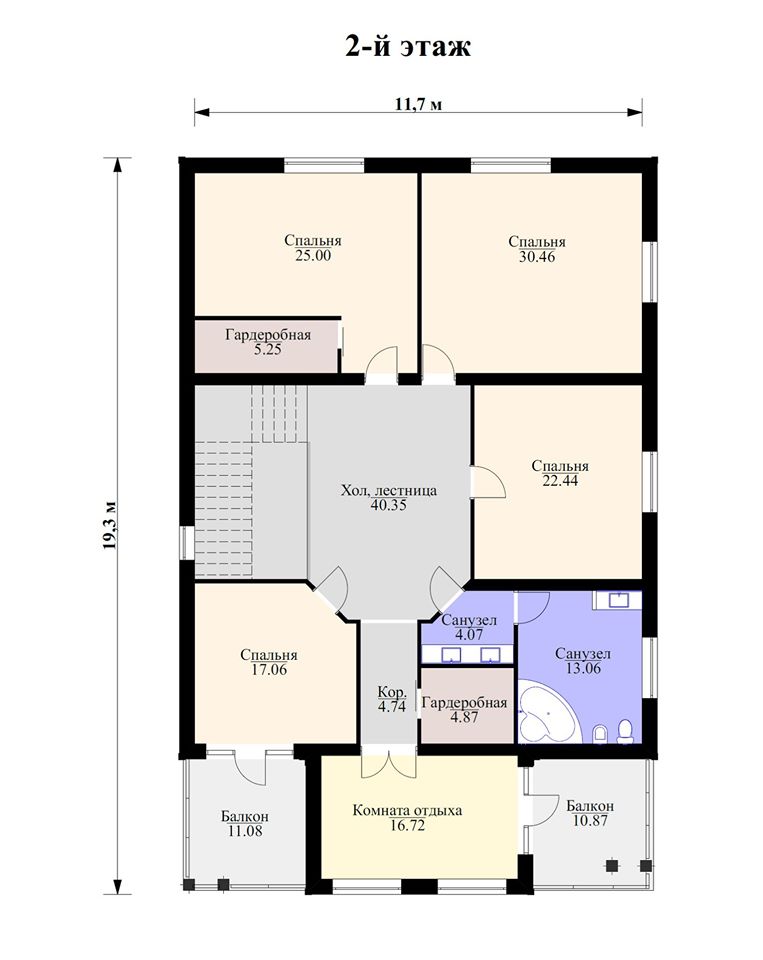 2-й этаж
11,7 м
19,3 м
Спальня
25.00
Спальня
30.46
Гардеробная
5.25
Спальня
22.44
Хол, лестница
40.35
Санузел
4.07
Спальня
17.06
Санузел
13.06
Кор.
4.74
Гардеробная
4.87
Комната отдыха
16.72
Балкон
11.08
Балкон
10.87